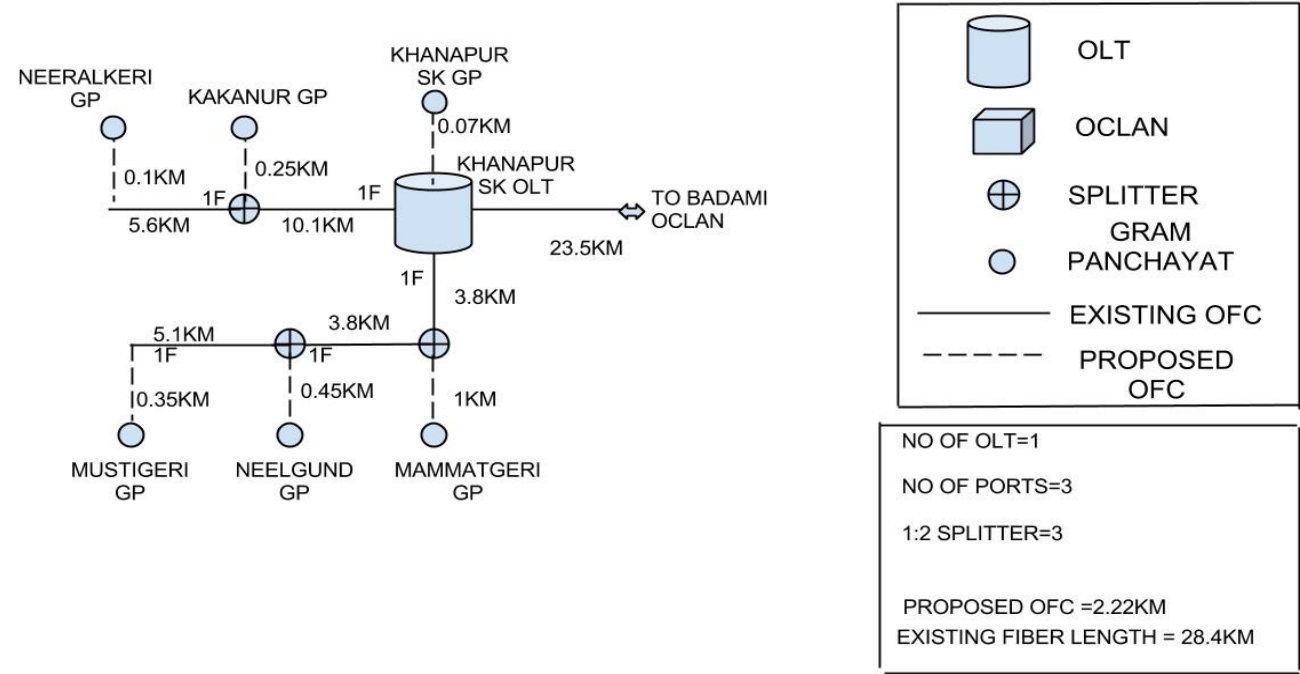 NEERALKERI
GP
KAKANUR GP
KHANAPUR
SK GP
0.07KM
0.1KM
0.25KM
KHANAPUR
SK OLT
1F
1F
5.6KM
10.1KM
TO BADAMI
OCLAN
23.5KM
1F
3.8KM
5.1KM
3.8KM
1F
1F
0.35KM
0.45KM
1KM
MUSTIGERI
GP
NEELGUND
GP
MAMMATGERI
GP
OLT
OCLAN
SPLITTER
GRAM
PANCHAYAT
EXISTING OFC
PROPOSED
OFC
NO OF OLT=1
NO OF PORTS=3
1:2 SPLITTER=3
PROPOSED OFC =2.22KM
EXISTING FIBER LENGTH = 28.4KM